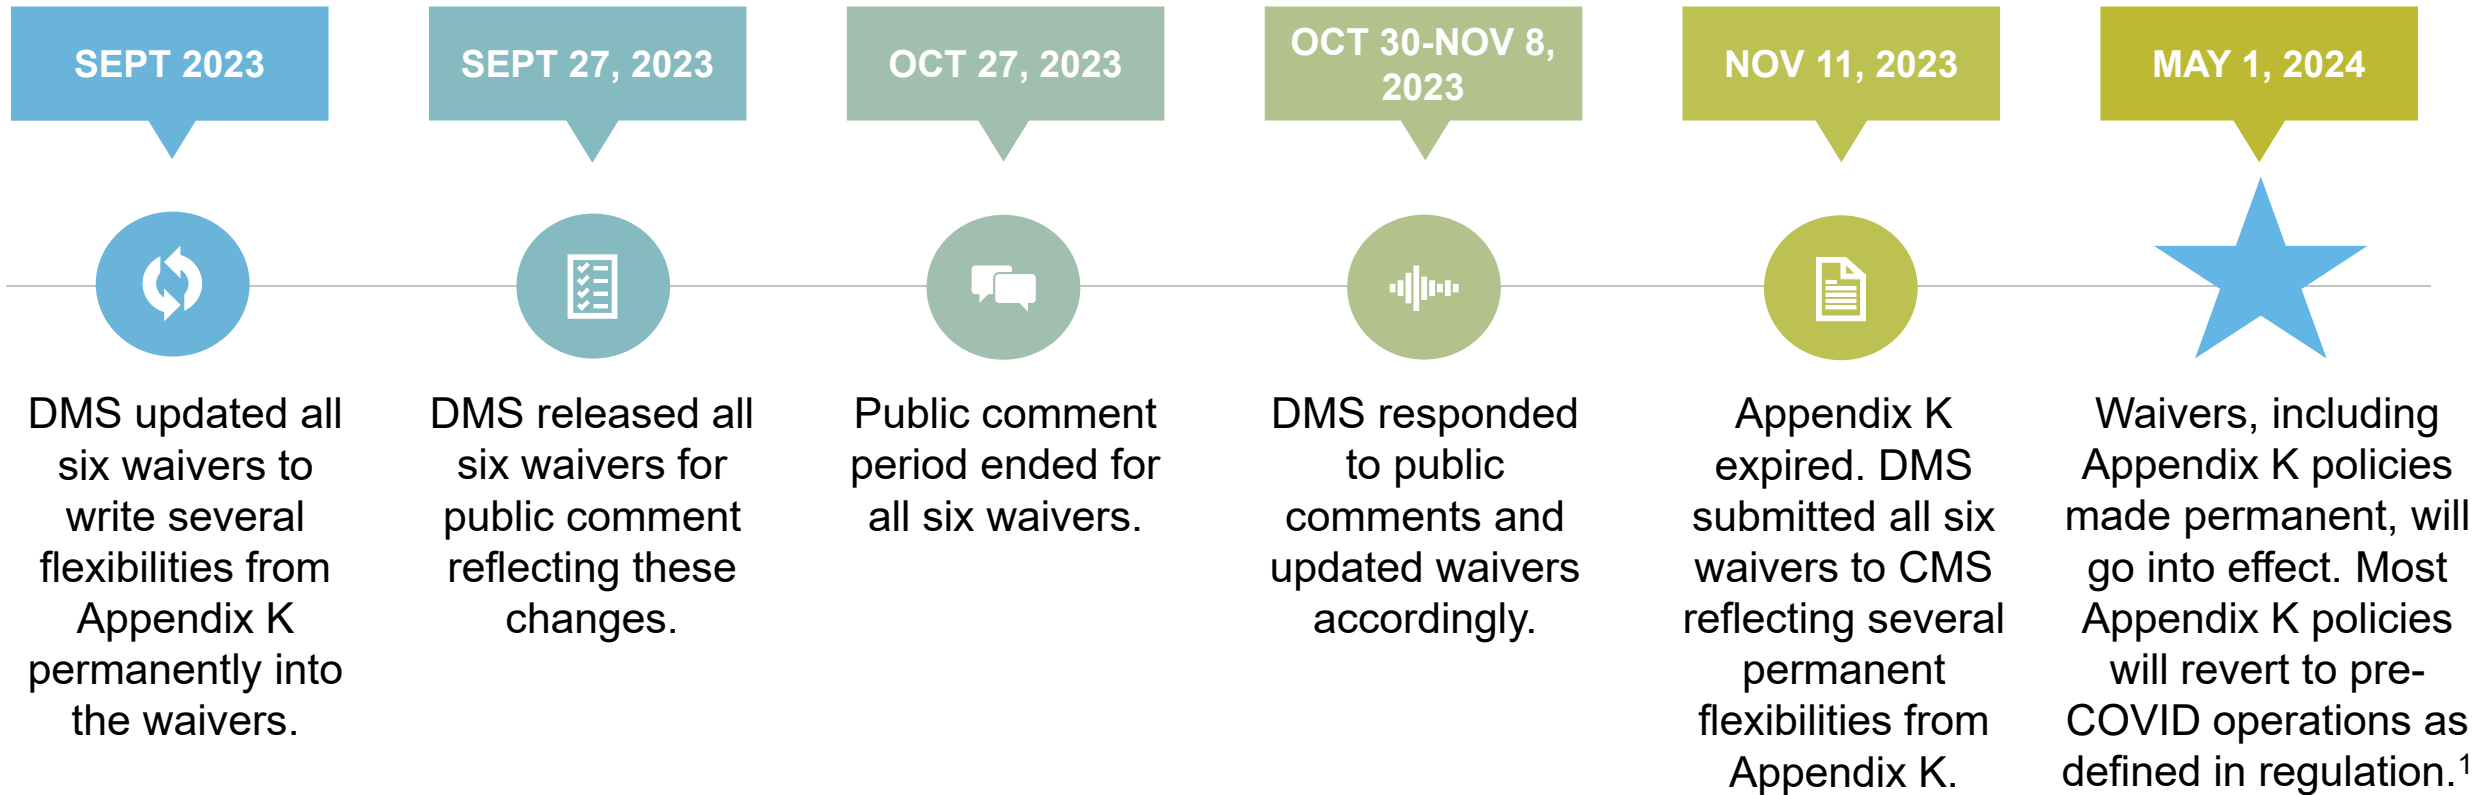 SEPT 2023
DMS updated all
six waivers to
write several
flexibilities from
Appendix K
permanently into
the waivers.
SEPT 27, 2023
DMS released all
six waivers for
public comment
reflecting these
changes.
OCT 27, 2023
Public comment
period ended for
all six waivers.
OCT 30-NOV 8,
2023
DMS responded
to public
comments and
updated waivers
accordingly.
NOV 11, 2023
Appendix K
expired. DMS
submitted all six
waivers to CMS
reflecting several
permanent
flexibilities from
Appendix K.
MAY 1, 2024
Waivers, including
Appendix K policies
made permanent, will
go into effect. Most
Appendix K policies
will revert to pre-
COVID operations as
defined in regulation.¹